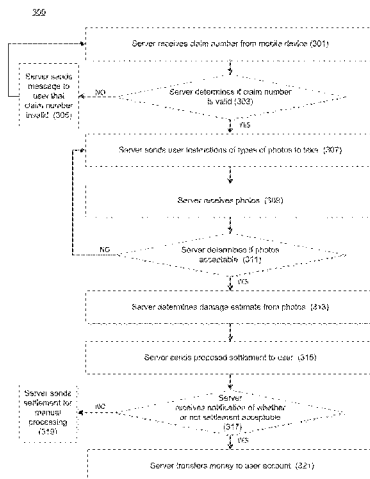 300
Server receives claim number from mobile device (301)
Server sends
message to
user that
claim number
invalid (305)
NO
Server determines if claim number
is valid (303)
YES
Server sends user instructions of types of photos to take (307)
Server receives photos (309)
NO
Server determines if photos
acceptable (311)
YES
Server determines damage estimate from photos (313)
Server sends proposed settlement to user (315)
Server sends
settlement for
manual
processing
(319)
NO
Server
receives notification of whether
or not settlement acceptable
(317)
YES
Server transfers money to user account (321)